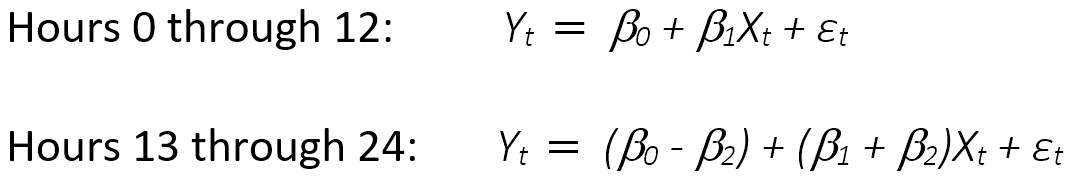 Hours 0 through 12: Yₜ = β₀ + β₁Xₜ + εₜ
Hours 13 through 24: Yₜ = (β₀ - β₂) + (β₁ + β₂)Xₜ + εₜ